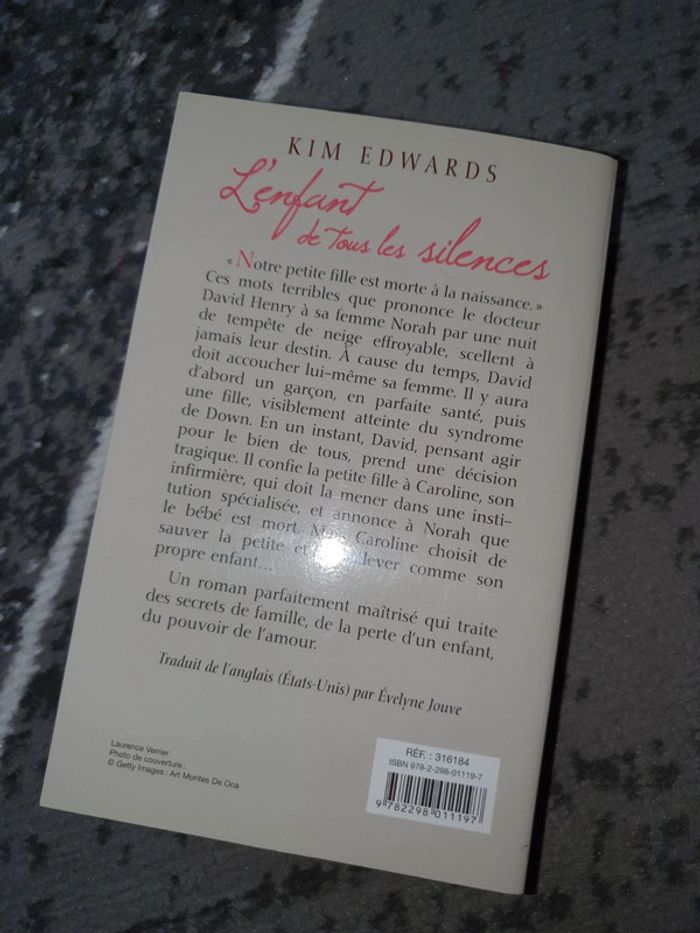 KIM EDWARDS
L'enfant
de tous les silences
« Notre petite fille est morte à la naissance. »
Ces mots terribles que prononce le docteur
David Henry à sa femme Norah par une nuit
de tempête de neige effroyable, scellent à
jamais leur destin. À cause du temps, David
doit accoucher lui-même sa femme. Il y aura
d'abord un garçon, en parfaite santé, puis
une fille, visiblement atteinte du syndrome
de Down. En un instant, David, pensant agir
pour le bien de tous, prend une décision
tragique. Il confie la petite fille à Caroline, son
infirmière, qui doit la mener dans une insti-
tution spécialisée, et annonce à Norah que
le bébé est mort. Mais Caroline choisit de
sauver la petite et lever comme son
propre enfant...
Un roman parfaitement maîtrisé qui traite
des secrets de famille, de la perte d'un enfant,
du pouvoir de l'amour.
Traduit de l'anglais (États-Unis) par Évelyne Jouve
Laurence Verrier
Photo de couverture :
© Getty Images : Art Montes De Oca
RÉF. : 316184
ISBN 978-2-298-01119-7
9 782298 011197